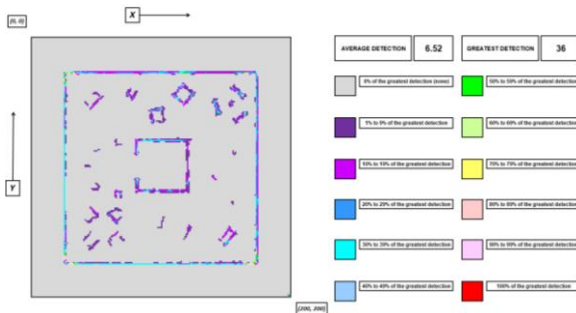 X
[0, 0]
Y
[200, 200]
AVERAGE DETECTION 6.52
GREATEST DETECTION 36
0% of the greatest detection (none)
50% to 59% of the greatest detection
1% to 9% of the greatest detection
60% to 69% of the greatest detection
10% to 19% of the greatest detection
70% to 79% of the greatest detection
20% to 29% of the greatest detection
80% to 89% of the greatest detection
30% to 39% of the greatest detection
90% to 99% of the greatest detection
40% to 49% of the greatest detection
100% of the greatest detection